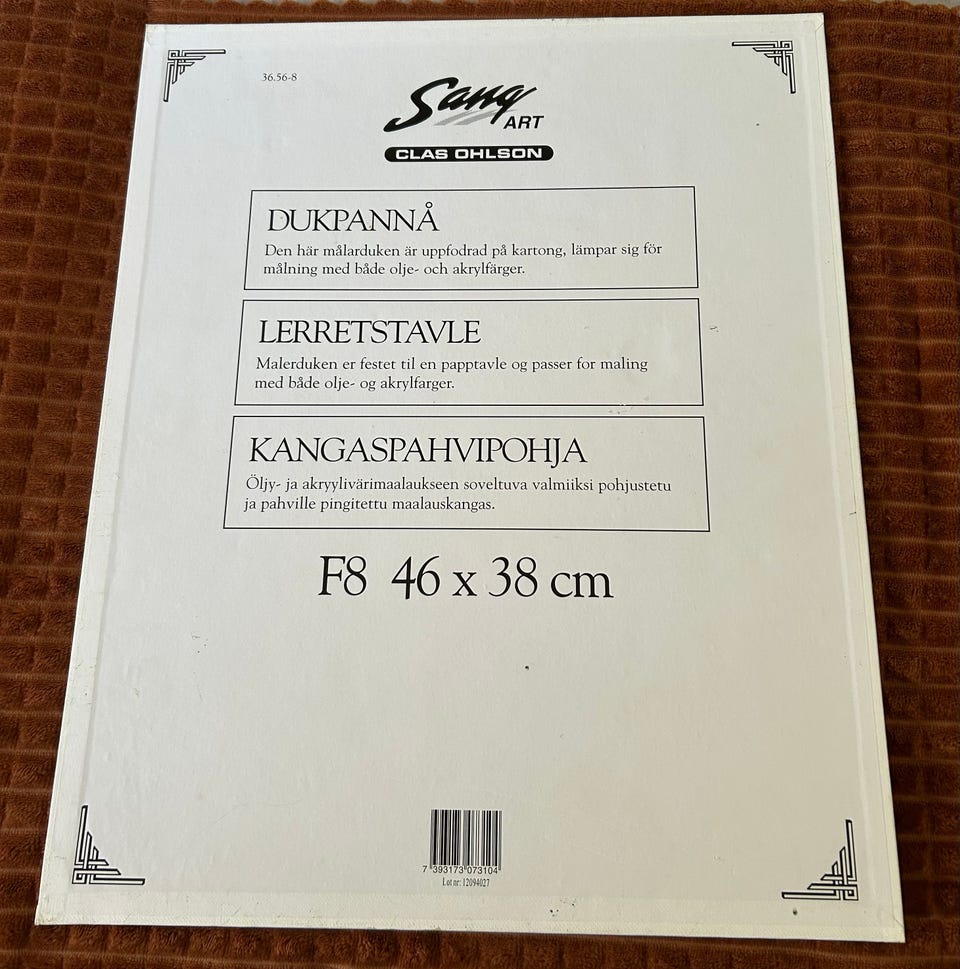 36.56-8
Sang
ART
CLAS OHLSON
DUKPANNÅ
Den här målarduken är uppfodrad på kartong, lämpar sig för
målning med både olje- och akrylfärger.
LERRETSTAVLE
Malerduken er festet til en papptavle og passer for maling
med både olje- og akrylfarger.
KANGASPAHVIPOHJA
Öljy- ja akryylivärimaalaukseen soveltuva valmiiksi pohjustetu
ja pahville pingitettu maalauskangas.
F8 46 x 38 cm
7 393173 073104
Lot nr: 12094027